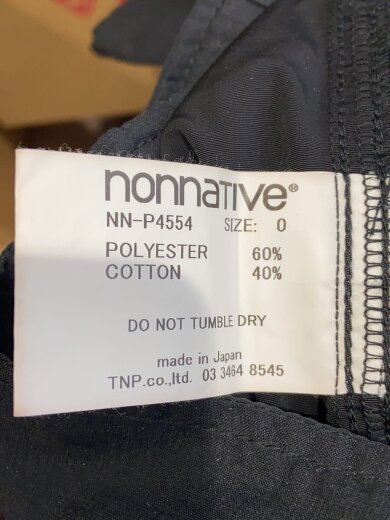 nonnative®
NN-P4554 SIZE: 0
POLYESTER 60%
COTTON 40%
DO NOT TUMBLE DRY
made in Japan
TNP.co.,ltd. 03 3464 8545